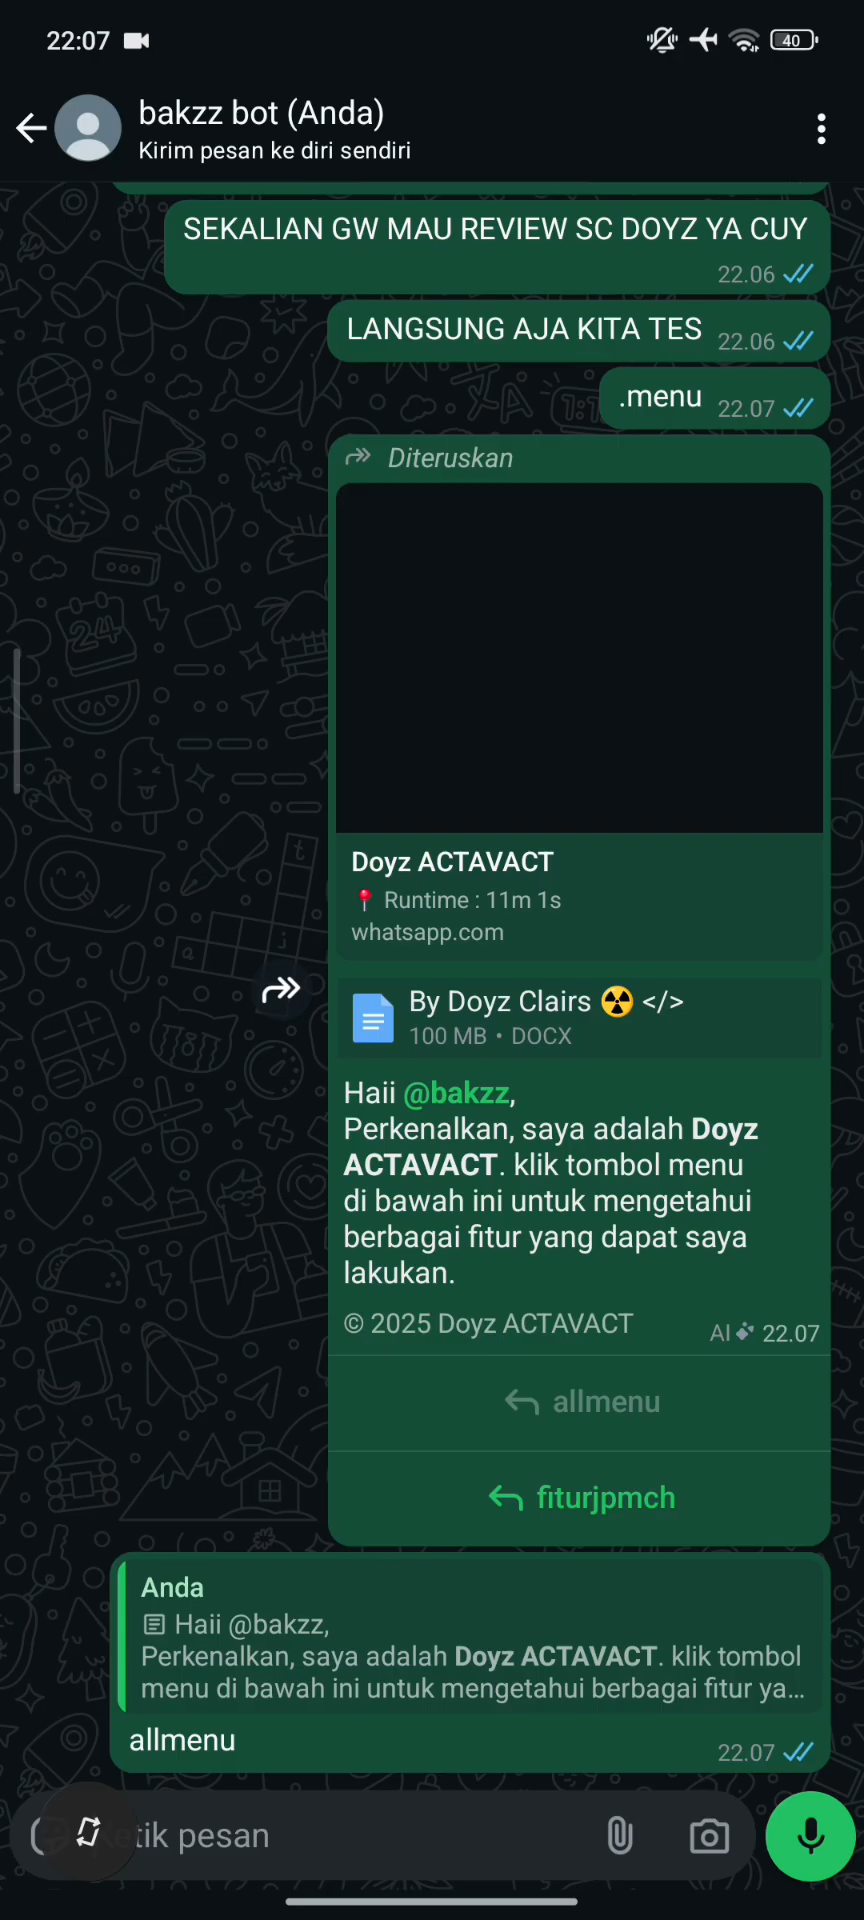 22:07
40
bakzz bot (Anda)
Kirim pesan ke diri sendiri
SEKALIAN GW MAU REVIEW SC DOYZ YA CUY
22.06
LANGSUNG AJA KITA TES
22.06
.menu
22.07
Diteruskan
Doyz ACTAVACT
📍 Runtime : 11m 1s
whatsapp.com
By Doyz Clairs ☢️ </>
100 MB • DOCX
Haii @bakzz,
Perkenalkan, saya adalah Doyz
ACTAVACT. klik tombol menu
di bawah ini untuk mengetahui
berbagai fitur yang dapat saya
lakukan.
© 2025 Doyz ACTAVACT
AI 22.07
allmenu
fiturjpmch
Anda
Haii @bakzz,
Perkenalkan, saya adalah Doyz ACTAVACT. klik tombol
menu di bawah ini untuk mengetahui berbagai fitur ya...
allmenu
22.07
etik pesan